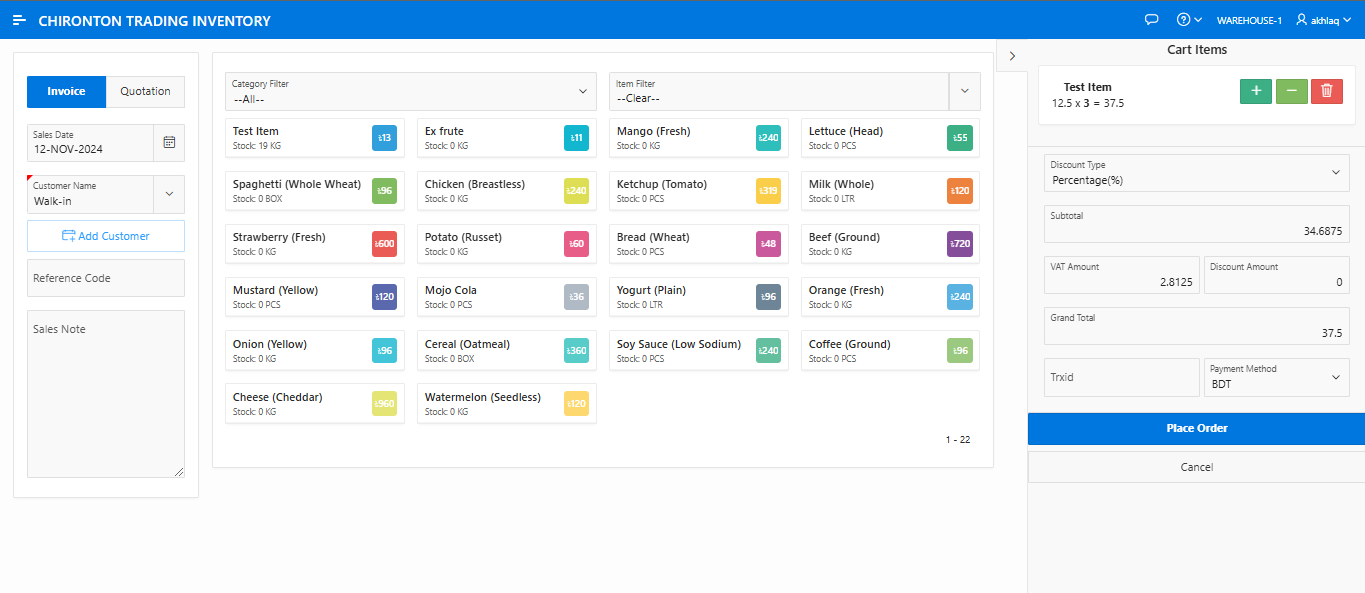 CHIRONTON TRADING INVENTORY
WAREHOUSE-1
akhlaq
Invoice
Quotation
Sales Date
12-NOV-2024
Customer Name
Walk-in
Add Customer
Reference Code
Sales Note
Category Filter
--All--
Item Filter
--Clear--
Test Item
Stock: 19 KG
৳13
Ex frute
Stock: 0 KG
৳11
Mango (Fresh)
Stock: 0 KG
৳240
Lettuce (Head)
Stock: 0 PCS
৳55
Spaghetti (Whole Wheat)
Stock: 0 BOX
৳96
Chicken (Breastless)
Stock: 0 KG
৳240
Ketchup (Tomato)
Stock: 0 PCS
৳319
Milk (Whole)
Stock: 0 LTR
৳120
Strawberry (Fresh)
Stock: 0 KG
৳600
Potato (Russet)
Stock: 0 KG
৳60
Bread (Wheat)
Stock: 0 PCS
৳48
Beef (Ground)
Stock: 0 KG
৳720
Mustard (Yellow)
Stock: 0 PCS
৳120
Mojo Cola
Stock: 0 PCS
৳36
Yogurt (Plain)
Stock: 0 LTR
৳96
Orange (Fresh)
Stock: 0 KG
৳240
Onion (Yellow)
Stock: 0 KG
৳96
Cereal (Oatmeal)
Stock: 0 BOX
৳360
Soy Sauce (Low Sodium)
Stock: 0 PCS
৳240
Coffee (Ground)
Stock: 0 PCS
৳96
Cheese (Cheddar)
Stock: 0 KG
৳960
Watermelon (Seedless)
Stock: 0 KG
৳120
1 - 22
Cart Items
Test Item
12.5 x 3 = 37.5
Discount Type
Percentage(%)
Subtotal
34.6875
VAT Amount
2.8125
Discount Amount
0
Grand Total
37.5
Trxid
Payment Method
BDT
Place Order
Cancel